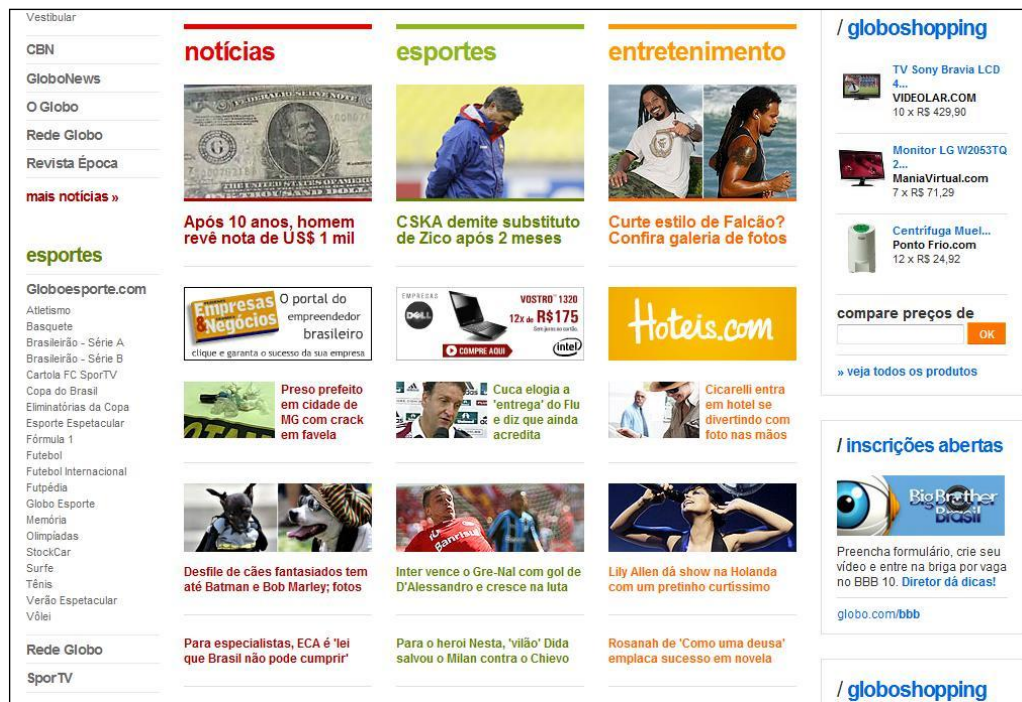 Vestibular
CBN
GloboNews
O Globo
Rede Globo
Revista Época
mais notícias »
esportes
Globoesporte.com
Atletismo
Basquete
Brasileirão - Série A
Brasileirão - Série B
Cartola FC SporTV
Copa do Brasil
Eliminatórias da Copa
Esporte Espetacular
Fórmula 1
Futebol
Futebol Internacional
Futpédia
Globo Esporte
Memória
Olimpíadas
StockCar
Surfe
Tênis
Verão Espetacular
Vôlei
Rede Globo
SporTV
notícias
Após 10 anos, homem
revê nota de US$ 1 mil
Empresas
&Negócios
O portal do
empreendedor
brasileiro
clique e garanta o sucesso da sua empresa
Preso prefeito
em cidade de
MG com crack
em favela
Desfile de cães fantasiados tem
até Batman e Bob Marley; fotos
Para especialistas, ECA é 'lei
que Brasil não pode cumprir'
esportes
CSKA demite substituto
de Zico após 2 meses
EMPRESAS
DELL
VOSTRO™ 1320
12x de R$175
Sem juros no cartão.
COMPRE AQUI
intel
Cuca elogia a
'entrega' do Flu
e diz que ainda
acredita
Banrisul
Inter vence o Gre-Nal com gol de
D'Alessandro e cresce na luta
Para o heroi Nesta, 'vilão' Dida
salvou o Milan contra o Chievo
entretenimento
Curte estilo de Falcão?
Confira galeria de fotos
Hoteis.com
Cicarelli entra
em hotel se
divertindo com
foto nas mãos
Lily Allen dá show na Holanda
com um pretinho curtíssimo
Rosanah de 'Como uma deusa'
emplaca sucesso em novela
/ globoshopping
TV Sony Bravia LCD
4...
VIDEOLAR.COM
10 x R$ 429,90
Monitor LG W2053TQ
2...
ManiaVirtual.com
7 x R$ 71,29
Centrífuga Muel...
Ponto Frio.com
12 x R$ 24,92
compare preços de
OK
» veja todos os produtos
/ inscrições abertas
Big Brother
Brasil
Preencha formulário, crie seu
vídeo e entre na briga por vaga
no BBB 10. Diretor dá dicas!
globo.com/bbb
/ globoshopping